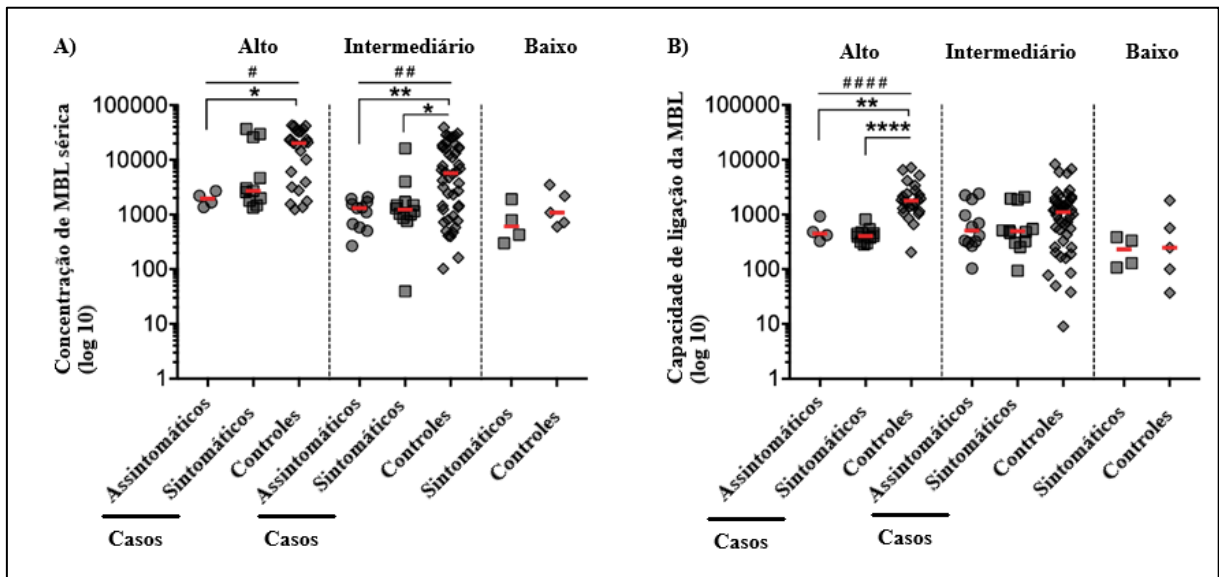 A)
Alto
Intermediário
Baixo
#
*
##
**
*
Concentração de MBL sérica
(log 10)
100000
10000
1000
100
10
1
Assintomáticos
Sintomáticos
Controles
Assintomáticos
Sintomáticos
Controles
Sintomáticos
Controles
Casos
Casos
B)
Alto
Intermediário
Baixo
####
**
****
Capacidade de ligação da MBL
(log 10)
100000
10000
1000
100
10
1
Assintomáticos
Sintomáticos
Controles
Assintomáticos
Sintomáticos
Controles
Sintomáticos
Controles
Casos
Casos